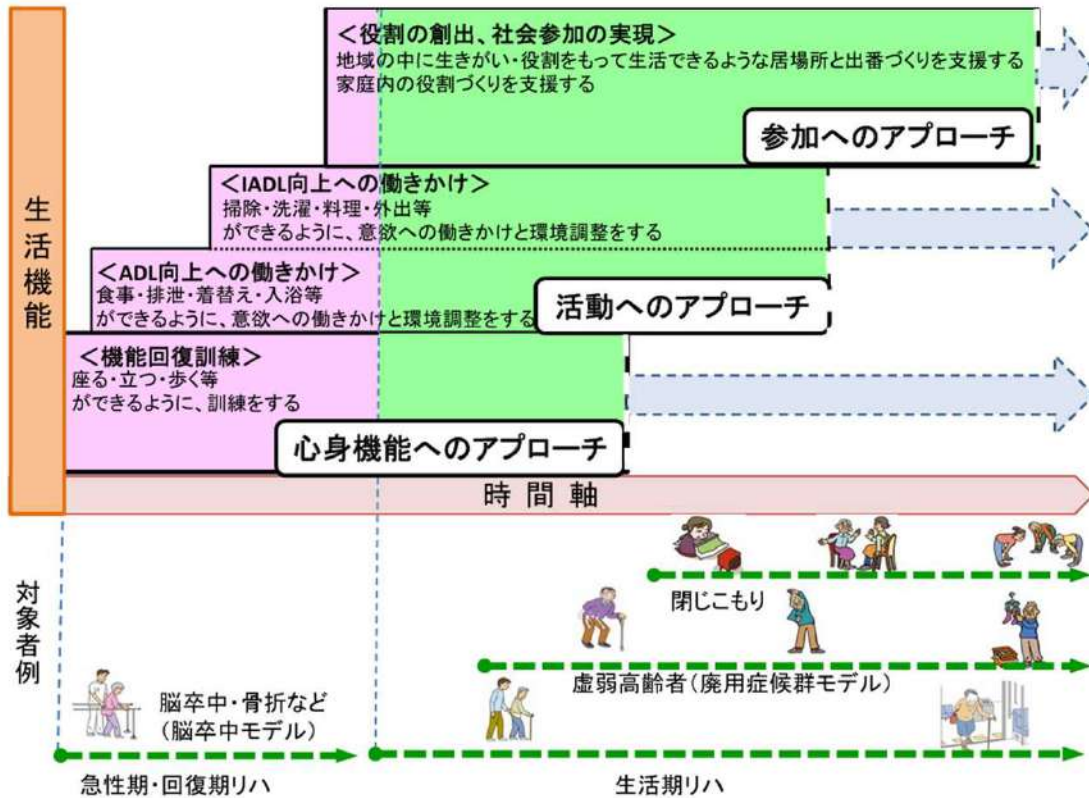 <役割の創出、社会参加の実現>
地域の中に生きがい・役割をもって生活できるような居場所と出番づくりを支援する
家庭内の役割づくりを支援する
参加へのアプローチ
<IADL向上への働きかけ>
掃除・洗濯・料理・外出等
ができるように、意欲への働きかけと環境調整をする
<ADL向上への働きかけ>
食事・排泄・着替え・入浴等
ができるように、意欲への働きかけと環境調整をする
活動へのアプローチ
<機能回復訓練>
座る・立つ・歩く等
ができるように、訓練をする
心身機能へのアプローチ
生活機能
時間軸
対象者例
閉じこもり
虚弱高齢者(廃用症候群モデル)
脳卒中・骨折など
(脳卒中モデル)
急性期・回復期リハ
生活期リハ